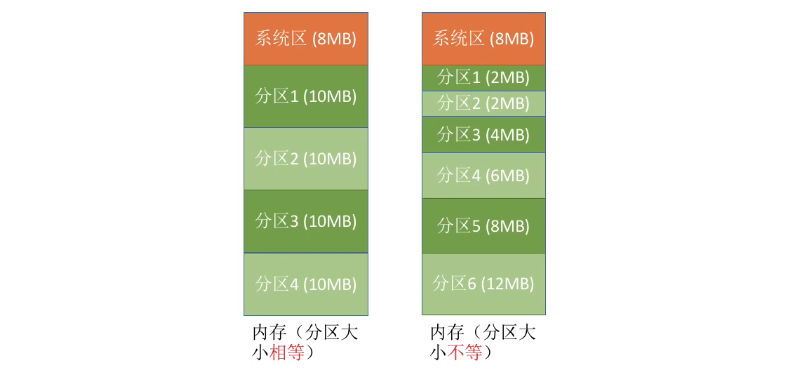 系统区 (8MB)
分区1 (10MB)
分区2 (10MB)
分区3 (10MB)
分区4 (10MB)
内存（分区大
小相等）
系统区 (8MB)
分区1 (2MB)
分区2 (2MB)
分区3 (4MB)
分区4 (6MB)
分区5 (8MB)
分区6 (12MB)
内存（分区大
小不等）